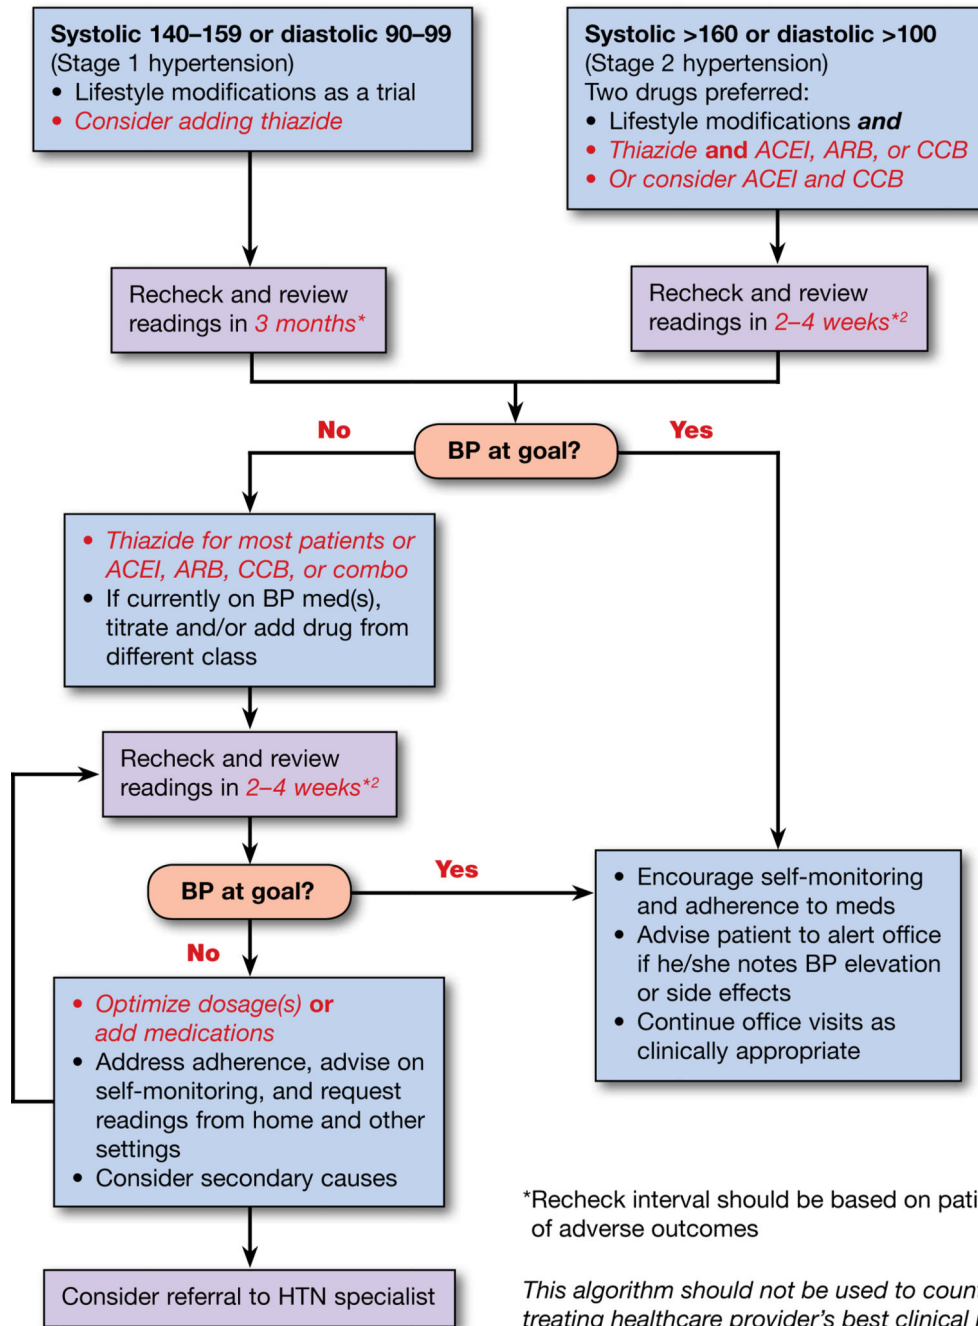 Systolic 140–159 or diastolic 90–99
(Stage 1 hypertension)
• Lifestyle modifications as a trial
• Consider adding thiazide
Systolic >160 or diastolic >100
(Stage 2 hypertension)
Two drugs preferred:
• Lifestyle modifications and
• Thiazide and ACEI, ARB, or CCB
• Or consider ACEI and CCB
Recheck and review
readings in 3 months*
Recheck and review
readings in 2–4 weeks*2
BP at goal?
No
Yes
• Thiazide for most patients or
ACEI, ARB, CCB, or combo
• If currently on BP med(s),
titrate and/or add drug from
different class
Recheck and review
readings in 2–4 weeks*2
BP at goal?
Yes
No
• Encourage self-monitoring
and adherence to meds
• Advise patient to alert office
if he/she notes BP elevation
or side effects
• Continue office visits as
clinically appropriate
• Optimize dosage(s) or
add medications
• Address adherence, advise on
self-monitoring, and request
readings from home and other
settings
• Consider secondary causes
Consider referral to HTN specialist
*Recheck interval should be based on
of adverse outcomes
This algorithm should not be used to
treating healthcare provider's best clinical